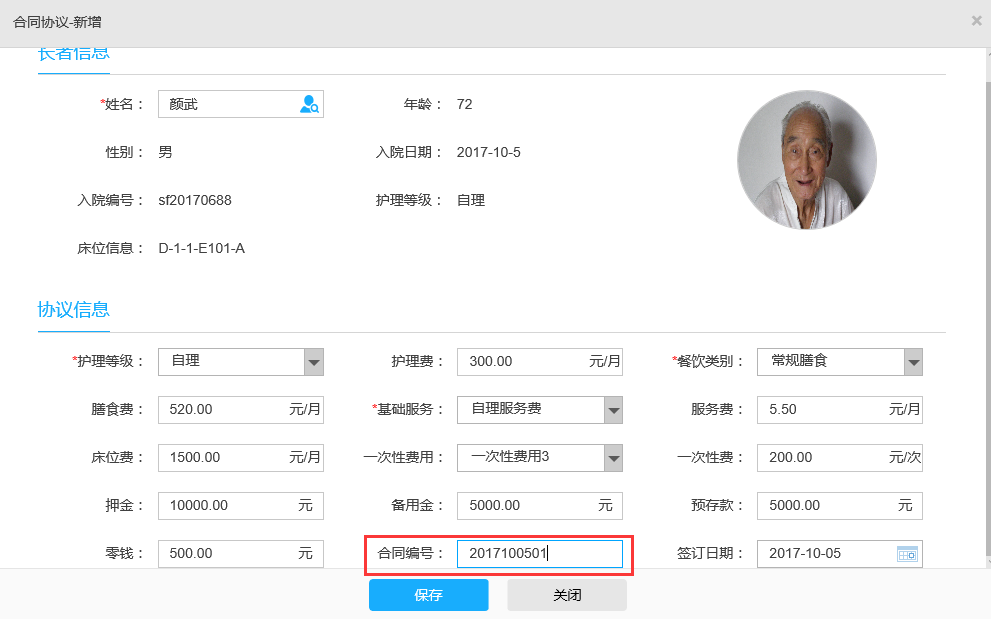 合同协议-新增
×
长者信息
*姓名： 颜武 年龄： 72
性别： 男 入院日期： 2017-10-5
入院编号： sf20170688 护理等级： 自理
床位信息： D-1-1-E101-A
协议信息
*护理等级： 自理 护理费： 300.00 元/月 *餐饮类别： 常规膳食
膳食费： 520.00 元/月 *基础服务： 自理服务费 服务费： 5.50 元/月
床位费： 1500.00 元/月 一次性费用： 一次性费用3 一次性费： 200.00 元/次
押金： 10000.00 元 备用金： 5000.00 元 预存款： 5000.00 元
零钱： 500.00 元 合同编号： 2017100501 签订日期： 2017-10-05
保存 关闭